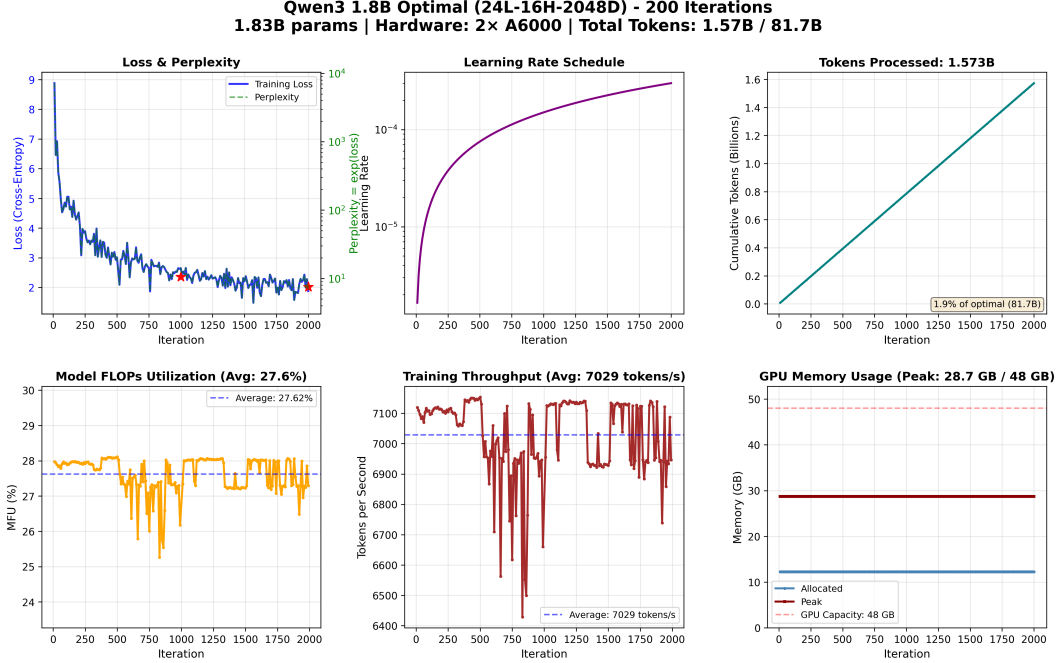 Qwen3 1.8B Optimal (24L-16H-2048D) - 200 Iterations
1.83B params | Hardware: 2× A6000 | Total Tokens: 1.57B / 81.7B
Loss & Perplexity
9
8
7
6
5
4
3
2
Loss (Cross-Entropy)
10⁴
10³
10²
10¹
Perplexity = exp(loss)
Training Loss
Perplexity
0 250 500 750 1000 1250 1500 1750 2000
Iteration
Learning Rate Schedule
10⁻⁴
10⁻⁵
Learning Rate
0 250 500 750 1000 1250 1500 1750 2000
Iteration
Tokens Processed: 1.573B
1.6
1.4
1.2
1.0
0.8
0.6
0.4
0.2
0.0
Cumulative Tokens (Billions)
1.9% of optimal (81.7B)
0 250 500 750 1000 1250 1500 1750 2000
Iteration
Model FLOPs Utilization (Avg: 27.6%)
30
29
28
27
26
25
24
MFU (%)
Average: 27.62%
0 250 500 750 1000 1250 1500 1750 2000
Iteration
Training Throughput (Avg: 7029 tokens/s)
7100
7000
6900
6800
6700
6600
6500
6400
Tokens per Second
Average: 7029 tokens/s
0 250 500 750 1000 1250 1500 1750 2000
Iteration
GPU Memory Usage (Peak: 28.7 GB / 48 GB)
50
40
30
20
10
0
Memory (GB)
Allocated
Peak
GPU Capacity: 48 GB
0 250 500 750 1000 1250 1500 1750 2000
Iteration